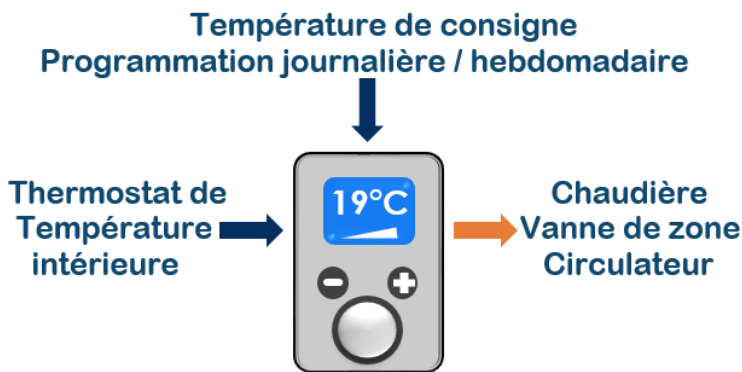 Température de consigne
Programmation journalière / hebdomadaire
Thermostat de
Température
intérieure
19°C
Chaudière
Vanne de zone
Circulateur